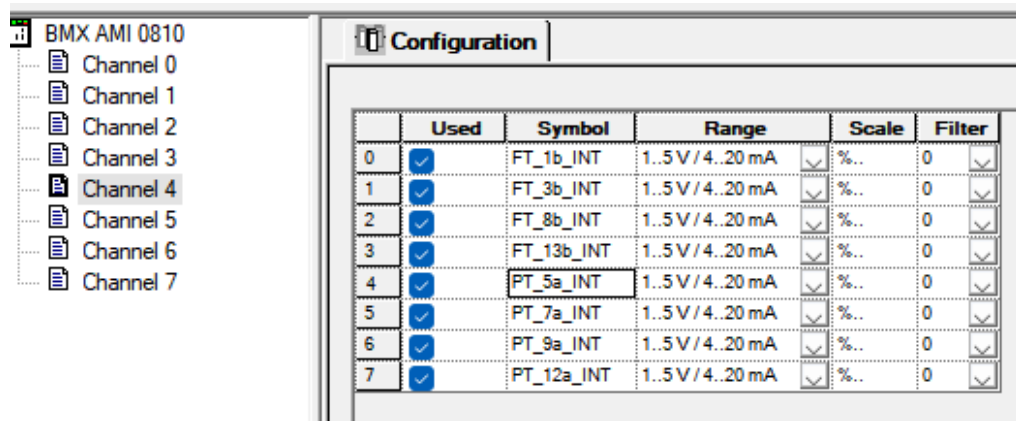 BMX AMI 0810
Channel 0
Channel 1
Channel 2
Channel 3
Channel 4
Channel 5
Channel 6
Channel 7
Configuration
Used Symbol Range Scale Filter
0 FT_1b_INT 1..5 V / 4..20 mA %.. 0
1 FT_3b_INT 1..5 V / 4..20 mA %.. 0
2 FT_8b_INT 1..5 V / 4..20 mA %.. 0
3 FT_13b_INT 1..5 V / 4..20 mA %.. 0
4 PT_5a_INT 1..5 V / 4..20 mA %.. 0
5 PT_7a_INT 1..5 V / 4..20 mA %.. 0
6 PT_9a_INT 1..5 V / 4..20 mA %.. 0
7 PT_12a_INT 1..5 V / 4..20 mA %.. 0